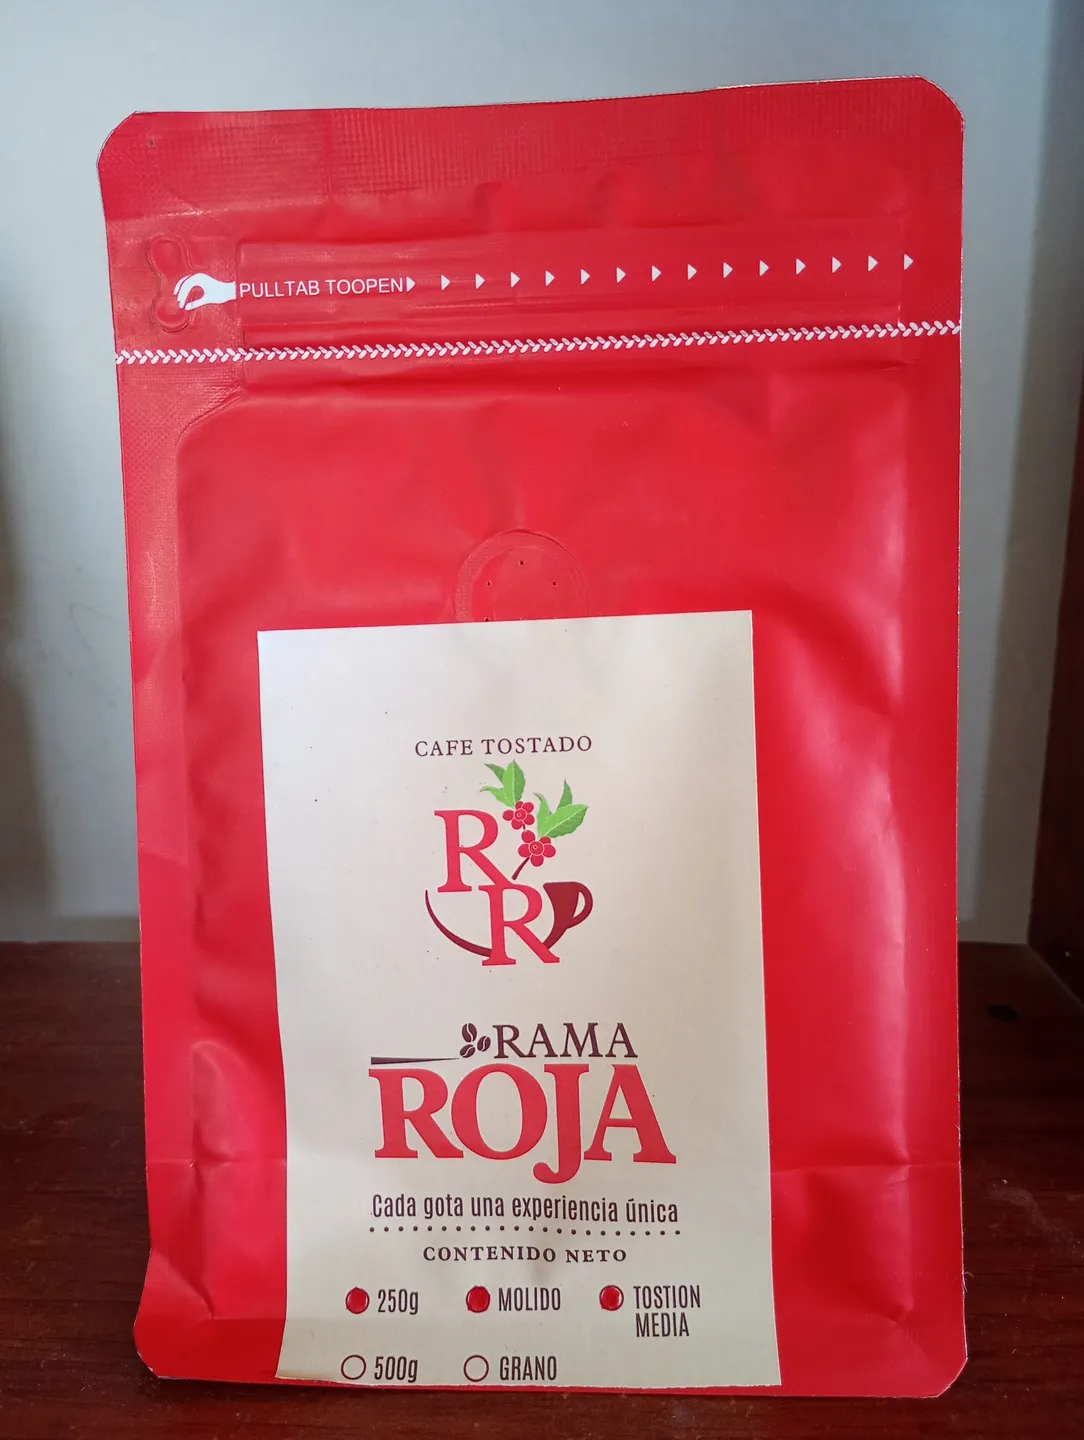 PULLTAB TOOPEN
CAFE TOSTADO
R
R
RAMA
ROJA
Cada gota una experiencia única
CONTENIDO NETO
250g MOLIDO TOSTION
MEDIA
500g GRANO